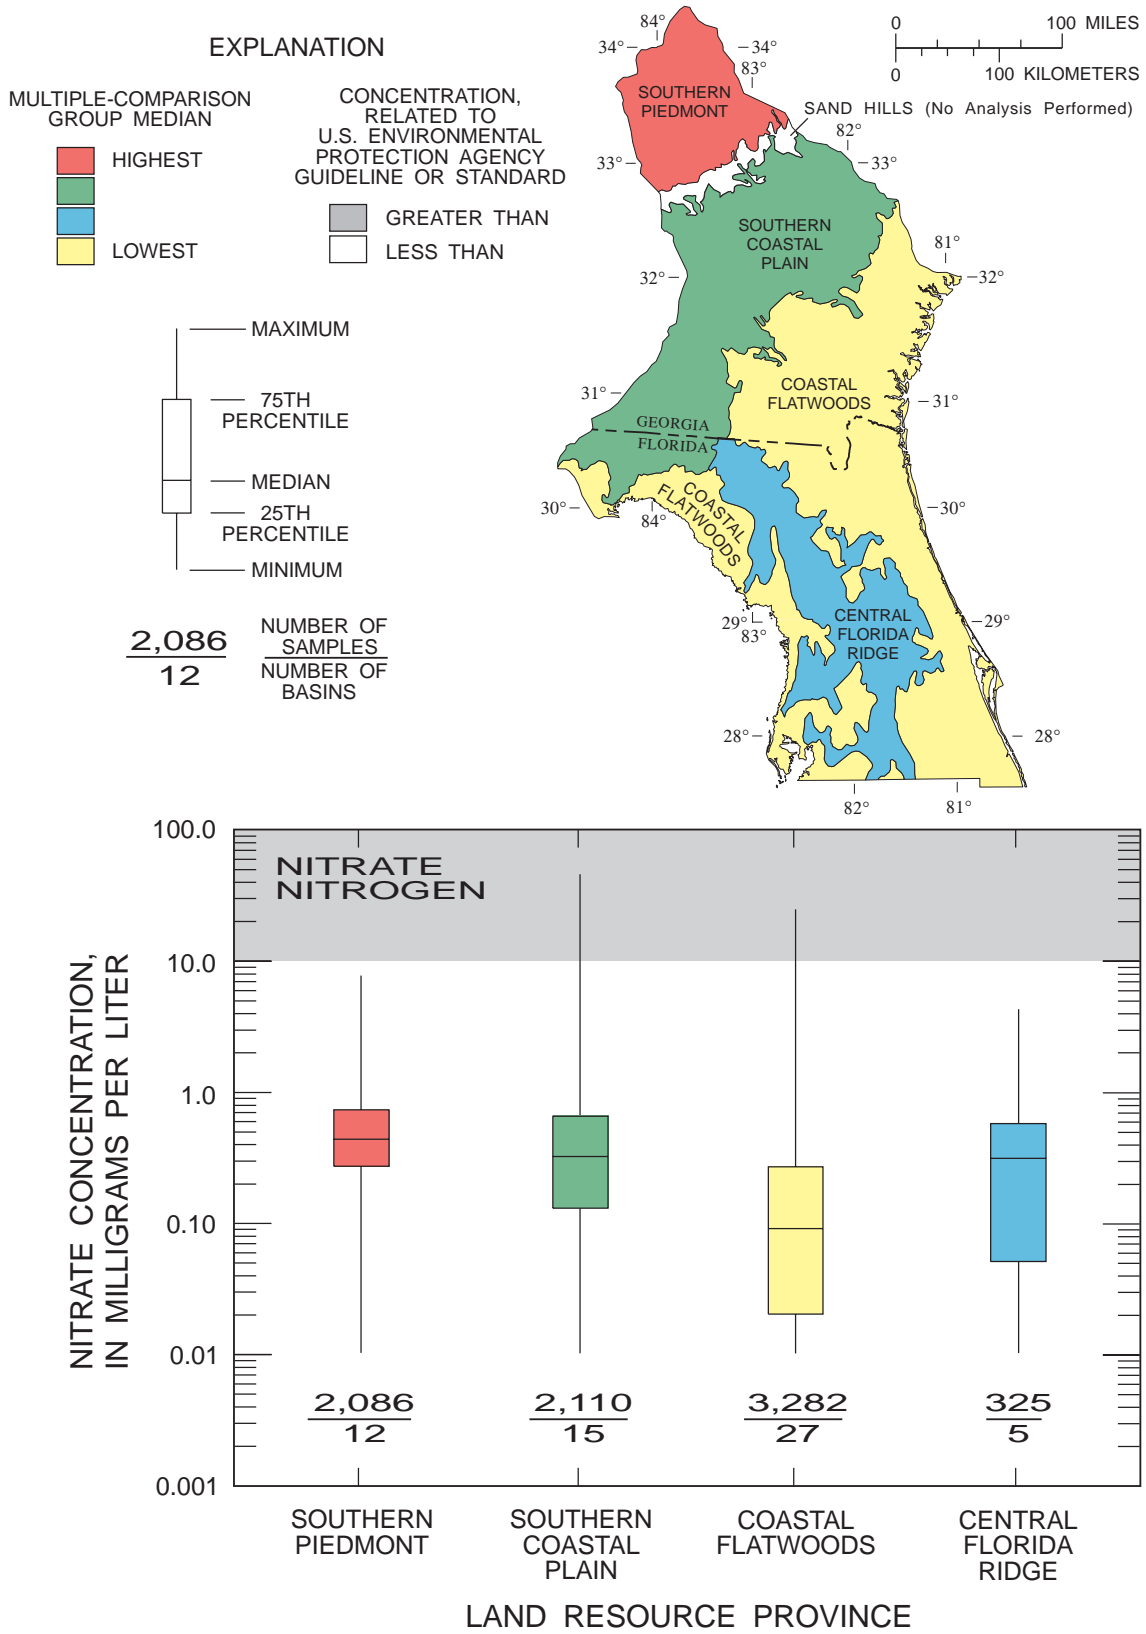 EXPLANATION
MULTIPLE-COMPARISON
GROUP MEDIAN
HIGHEST
LOWEST
CONCENTRATION,
RELATED TO
U.S. ENVIRONMENTAL
PROTECTION AGENCY
GUIDELINE OR STANDARD
GREATER THAN
LESS THAN
MAXIMUM
75TH
PERCENTILE
MEDIAN
25TH
PERCENTILE
MINIMUM
2,086
12
NUMBER OF
SAMPLES
NUMBER OF
BASINS
0 100 MILES
0 100 KILOMETERS
84°
34°
34°
83°
SOUTHERN
PIEDMONT
SAND HILLS (No Analysis Performed)
82°
33°
33°
SOUTHERN
COASTAL
PLAIN
81°
32°
32°
COASTAL
FLATWOODS
31°
31°
GEORGIA
FLORIDA
COASTAL
FLATWOODS
30°
84°
30°
CENTRAL
FLORIDA
RIDGE
29°
83°
29°
28°
28°
82°
81°
100.0
10.0
1.0
0.10
0.01
0.001
NITRATE CONCENTRATION,
IN MILLIGRAMS PER LITER
NITRATE
NITROGEN
2,086
12
2,110
15
3,282
27
325
5
SOUTHERN
PIEDMONT
SOUTHERN
COASTAL
PLAIN
COASTAL
FLATWOODS
CENTRAL
FLORIDA
RIDGE
LAND RESOURCE PROVINCE